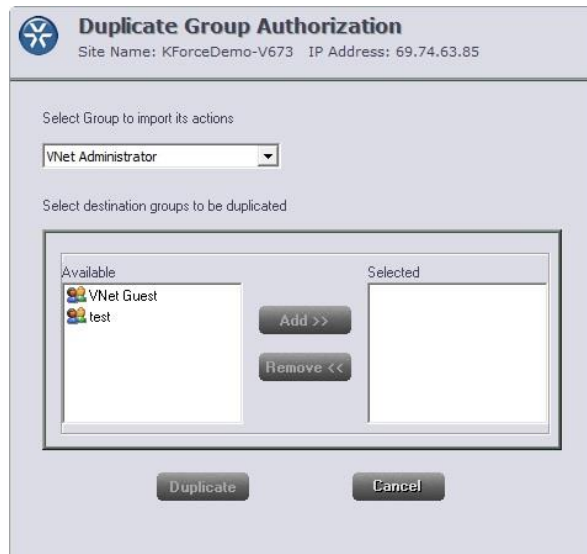 Duplicate Group Authorization
Site Name: KForceDemo-V673 IP Address: 69.74.63.85
Select Group to import its actions
VNet Administrator
Select destination groups to be duplicated
Available
Selected
VNet Guest
test
Add >>
Remove <<
Duplicate
Cancel